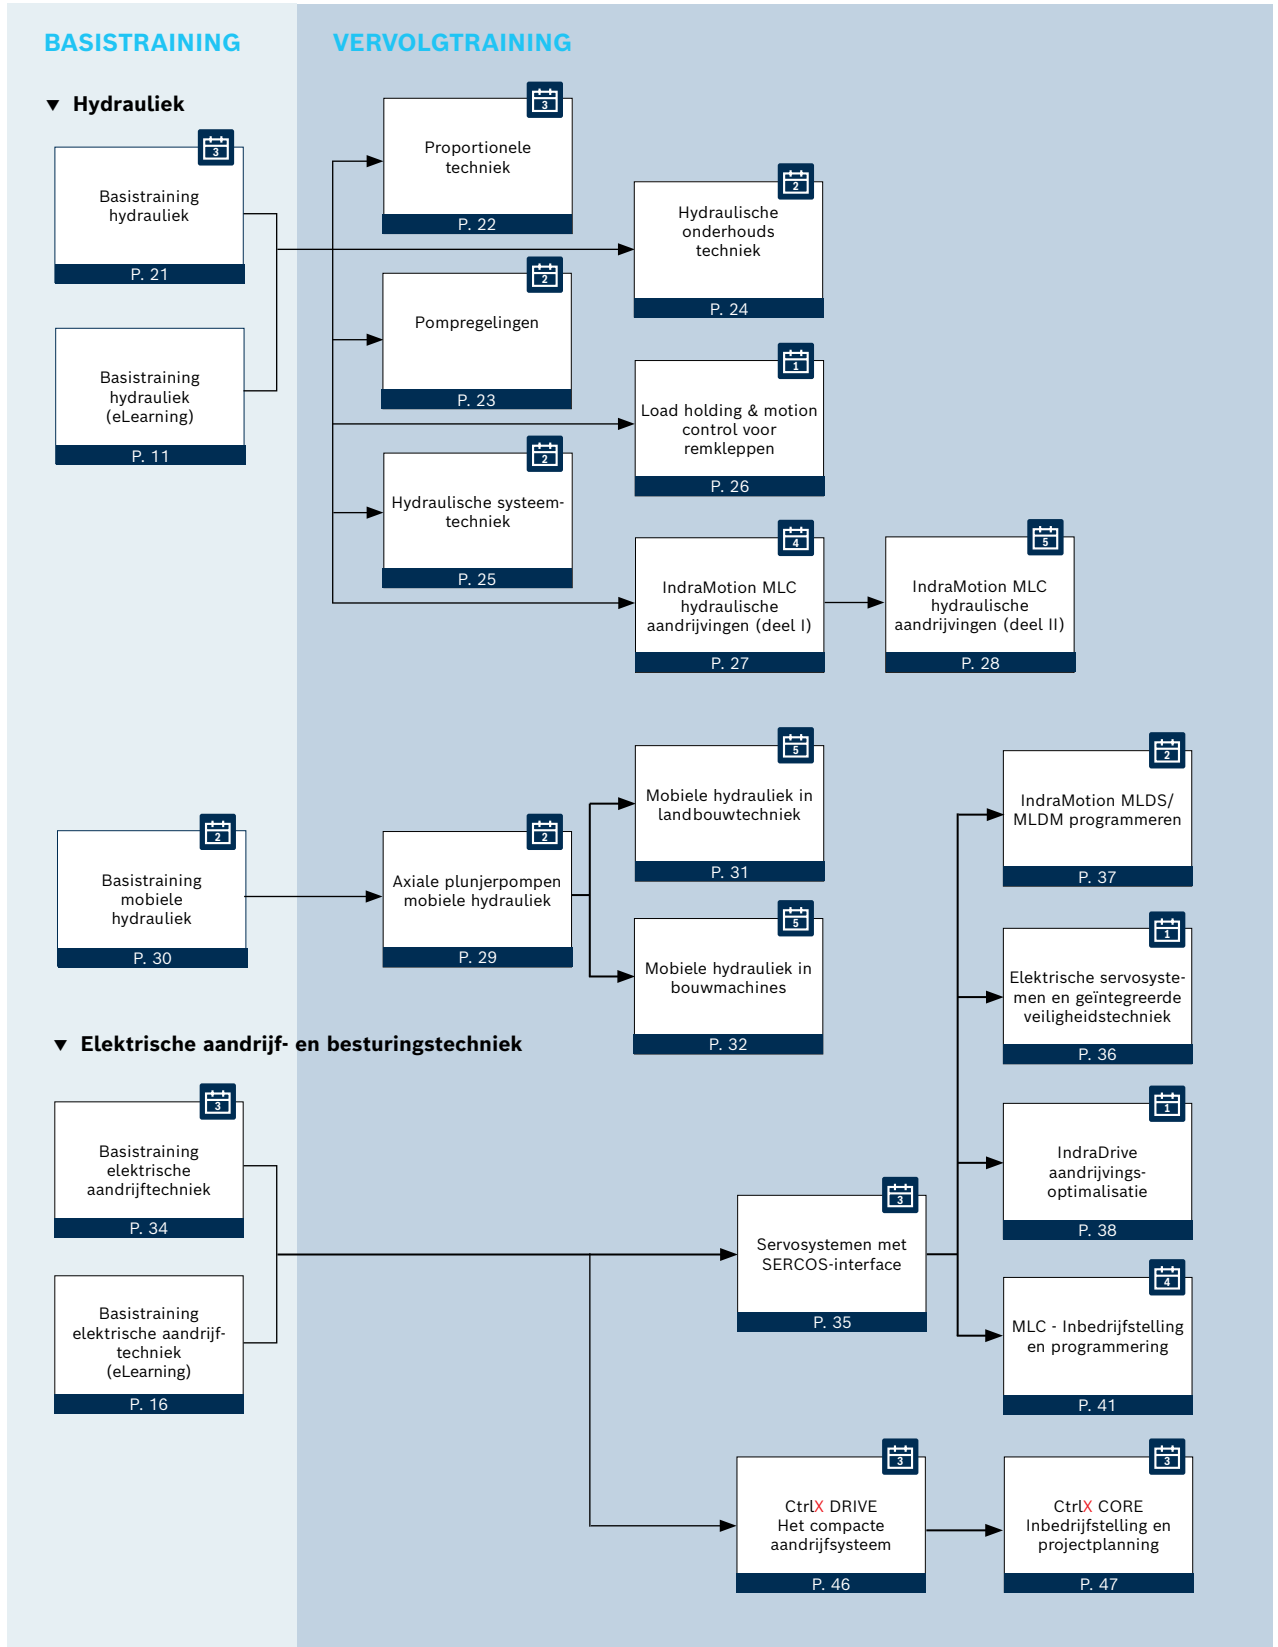 BASISTRAINING
VERVOLGTRAINING
▼ Hydrauliek
3
Basistraining
hydrauliek
P. 21
Basistraining
hydrauliek
(eLearning)
P. 11
3
Proportionele
techniek
P. 22
2
Hydraulische
onderhouds
techniek
P. 24
2
Pompregelingen
P. 23
1
Load holding & motion
control voor
remkleppen
P. 26
2
Hydraulische systeem-
techniek
P. 25
4
IndraMotion MLC
hydraulische
aandrijvingen (deel I)
P. 27
5
IndraMotion MLC
hydraulische
aandrijvingen (deel II)
P. 28
2
Basistraining
mobiele
hydrauliek
P. 30
2
Axiale plunjerpompen
mobiele hydrauliek
P. 29
5
Mobiele hydrauliek in
landbouwtechniek
P. 31
5
Mobiele hydrauliek in
bouwmachines
P. 32
▼ Elektrische aandrijf- en besturingstechniek
3
Basistraining
elektrische
aandrijftechniek
P. 34
Basistraining
elektrische aandrijf-
techniek
(eLearning)
P. 16
3
Servosystemen met
SERCOS-interface
P. 35
2
IndraMotion MLDS/
MLDM programmeren
P. 37
1
Elektrische servosyste-
men en geïntegreerde
veiligheidstechniek
P. 36
1
IndraDrive
aandrijvings-
optimalisatie
P. 38
4
MLC - Inbedrijfstelling
en programmering
P. 41
3
CtrlX DRIVE
Het compacte
aandrijfsysteem
P. 46
3
CtrlX CORE
Inbedrijfstelling en
projectplanning
P. 47